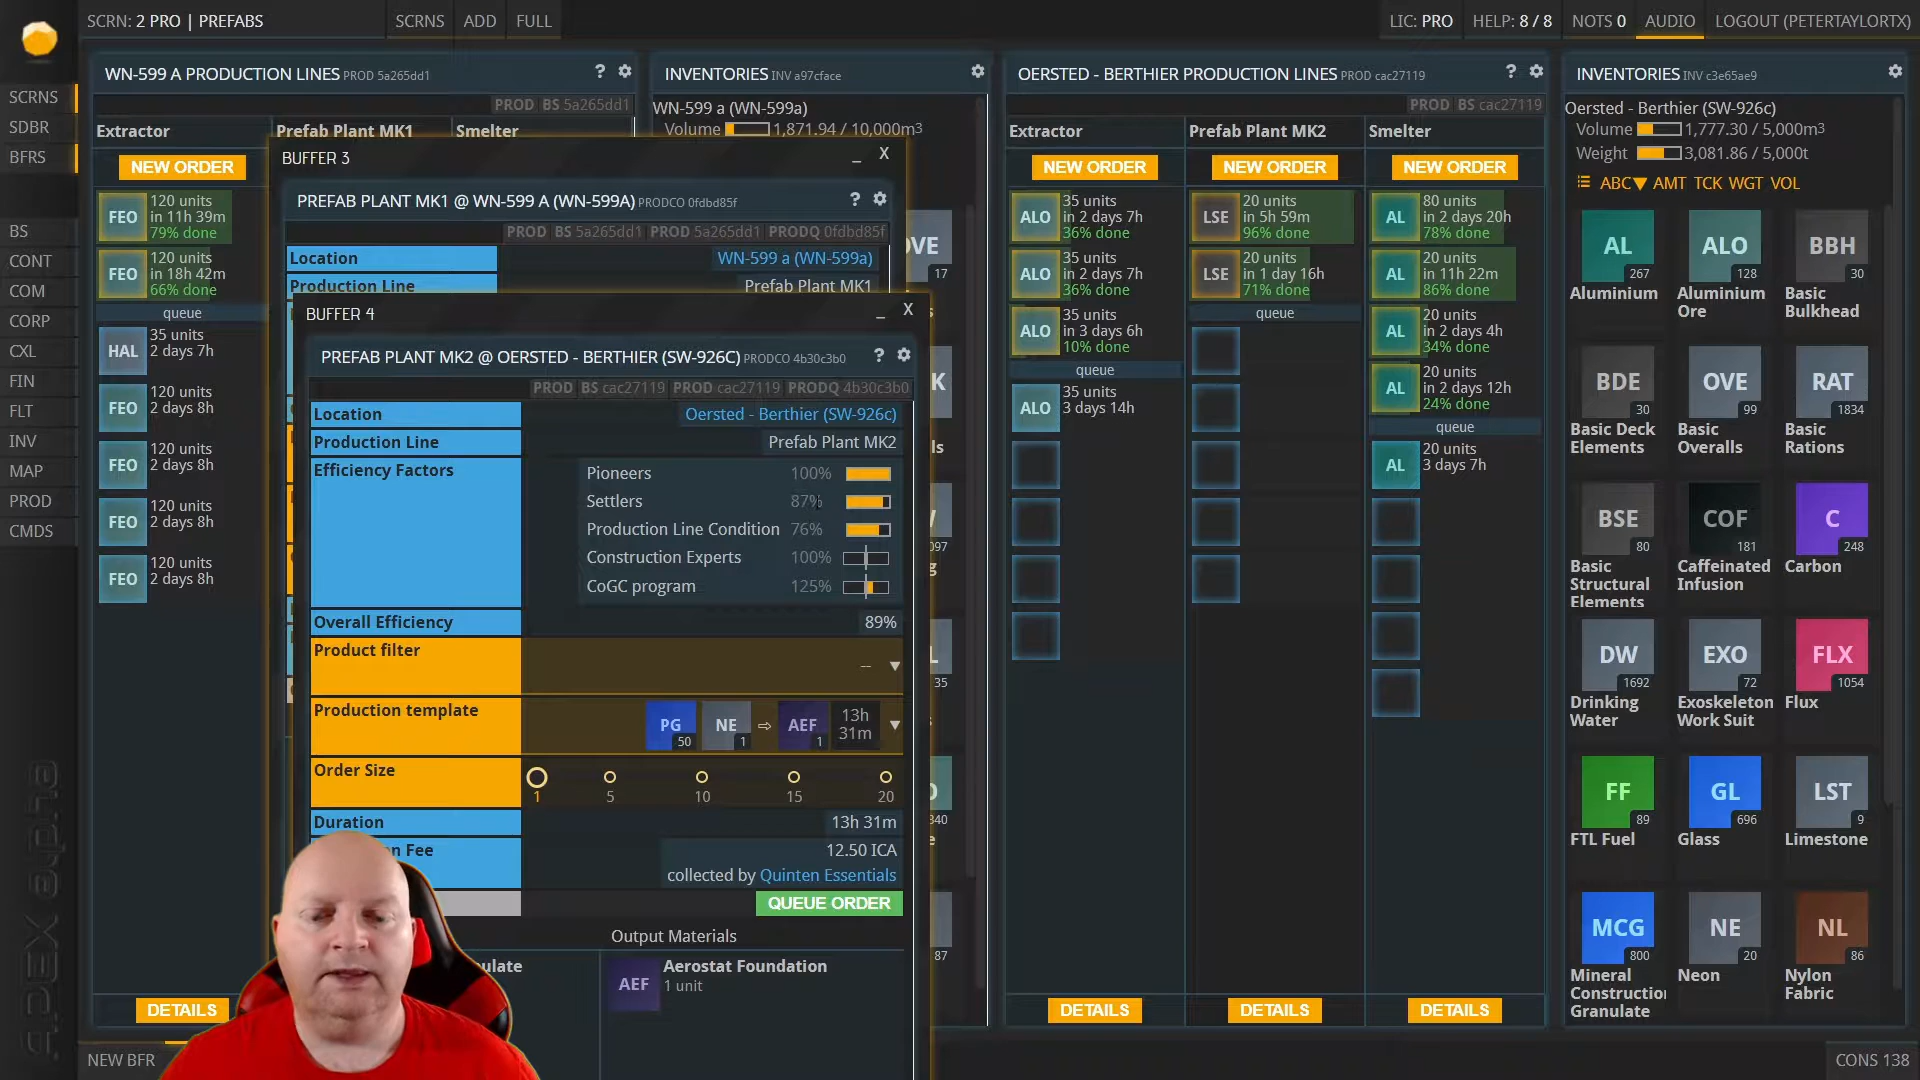 SCRN: 2 PRO | PREFABS
SCRNS
ADD
FULL
LIC: PRO
HELP: 8 / 8
NOTS 0
AUDIO
LOGOUT (PETERTAYLORTX)
SCRNS
SDBR
BFRS
BS
CONT
COM
CORP
CXL
FIN
FLT
INV
MAP
PROD
CMDS
APEX alpha
WN-599 A PRODUCTION LINES PROD 5a265dd1
?
PROD BS 5a265dd1
Extractor
Prefab Plant MK1
Smelter
NEW ORDER
FEO
120 units
in 11h 39m
79% done
FEO
120 units
in 18h 42m
66% done
queue
HAL
35 units
2 days 7h
FEO
120 units
2 days 8h
FEO
120 units
2 days 8h
FEO
120 units
2 days 8h
FEO
120 units
2 days 8h
DETAILS
INVENTORIES INV a97cface
WN-599 a (WN-599a)
Volume 1,871.94 / 10,000m3
BUFFER 3
_ X
PREFAB PLANT MK1 @ WN-599 A (WN-599A) PRODCO 0fdbd85f
?
PROD BS 5a265dd1 PROD 5a265dd1 PRODQ 0fdbd85f
Location
WN-599 a (WN-599a)
Production Line
Prefab Plant MK1
OVE
17
K
097
35
340
87
BUFFER 4
_ X
PREFAB PLANT MK2 @ OERSTED - BERTHIER (SW-926C) PRODCO 4b30c3b0
?
PROD BS cac27119 PROD cac27119 PRODQ 4b30c3b0
Location
Oersted - Berthier (SW-926c)
Production Line
Prefab Plant MK2
Efficiency Factors
Pioneers 100%
Settlers 87%
Production Line Condition 76%
Construction Experts 100%
CoGC program 125%
Overall Efficiency
89%
Product filter
--
Production template
PG
50
NE
1
⇨
AEF
1
13h
31m
Order Size
1
5
10
15
20
Duration
13h 31m
n Fee
12.50 ICA
collected by Quinten Essentials
QUEUE ORDER
Output Materials
ulate
AEF
Aerostat Foundation
1 unit
OERSTED - BERTHIER PRODUCTION LINES PROD cac27119
?
PROD BS cac27119
Extractor
Prefab Plant MK2
Smelter
NEW ORDER
NEW ORDER
NEW ORDER
ALO
35 units
in 2 days 7h
36% done
ALO
35 units
in 2 days 7h
36% done
ALO
35 units
in 3 days 6h
10% done
queue
ALO
35 units
3 days 14h
LSE
20 units
in 5h 59m
96% done
LSE
20 units
in 1 day 16h
71% done
queue
AL
80 units
in 2 days 20h
78% done
AL
20 units
in 11h 22m
86% done
AL
20 units
in 2 days 4h
34% done
AL
20 units
in 2 days 12h
24% done
queue
AL
20 units
3 days 7h
DETAILS
DETAILS
DETAILS
INVENTORIES INV c3e65ae9
Oersted - Berthier (SW-926c)
Volume 1,777.30 / 5,000m3
Weight 3,081.86 / 5,000t
ABC▼ AMT TCK WGT VOL
AL
267
Aluminium
ALO
128
Aluminium
Ore
BBH
30
Basic
Bulkhead
BDE
30
Basic Deck
Elements
OVE
99
Basic
Overalls
RAT
1834
Basic
Rations
BSE
80
Basic
Structural
Elements
COF
181
Caffeinated
Infusion
C
248
Carbon
DW
1692
Drinking
Water
EXO
72
Exoskeleton
Work Suit
FLX
1054
Flux
FF
89
FTL Fuel
GL
696
Glass
LST
9
Limestone
MCG
800
Mineral
Construction
Granulate
NE
20
Neon
NL
86
Nylon
Fabric
NEW BFR
CONS 138